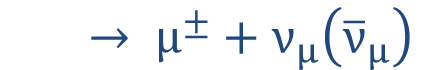 → μ± + νμ(ν̅μ)